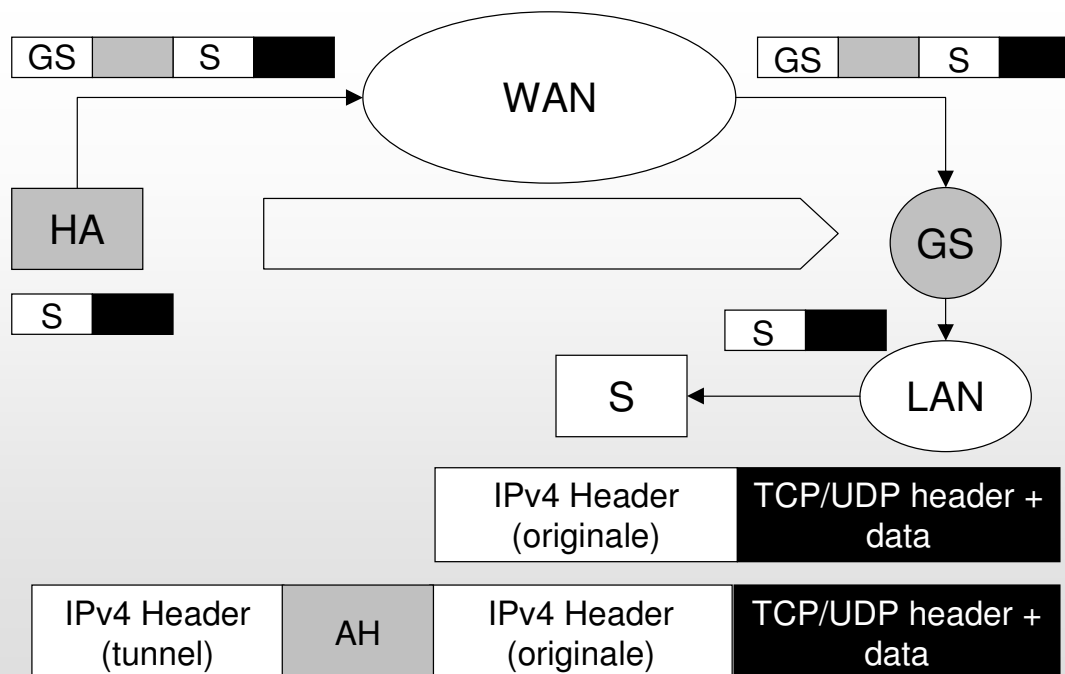 GS S
GS S
WAN
HA
GS
S
S
S
LAN
IPv4 Header
(originale)
TCP/UDP header +
data
IPv4 Header
(tunnel)
AH
IPv4 Header
(originale)
TCP/UDP header +
data